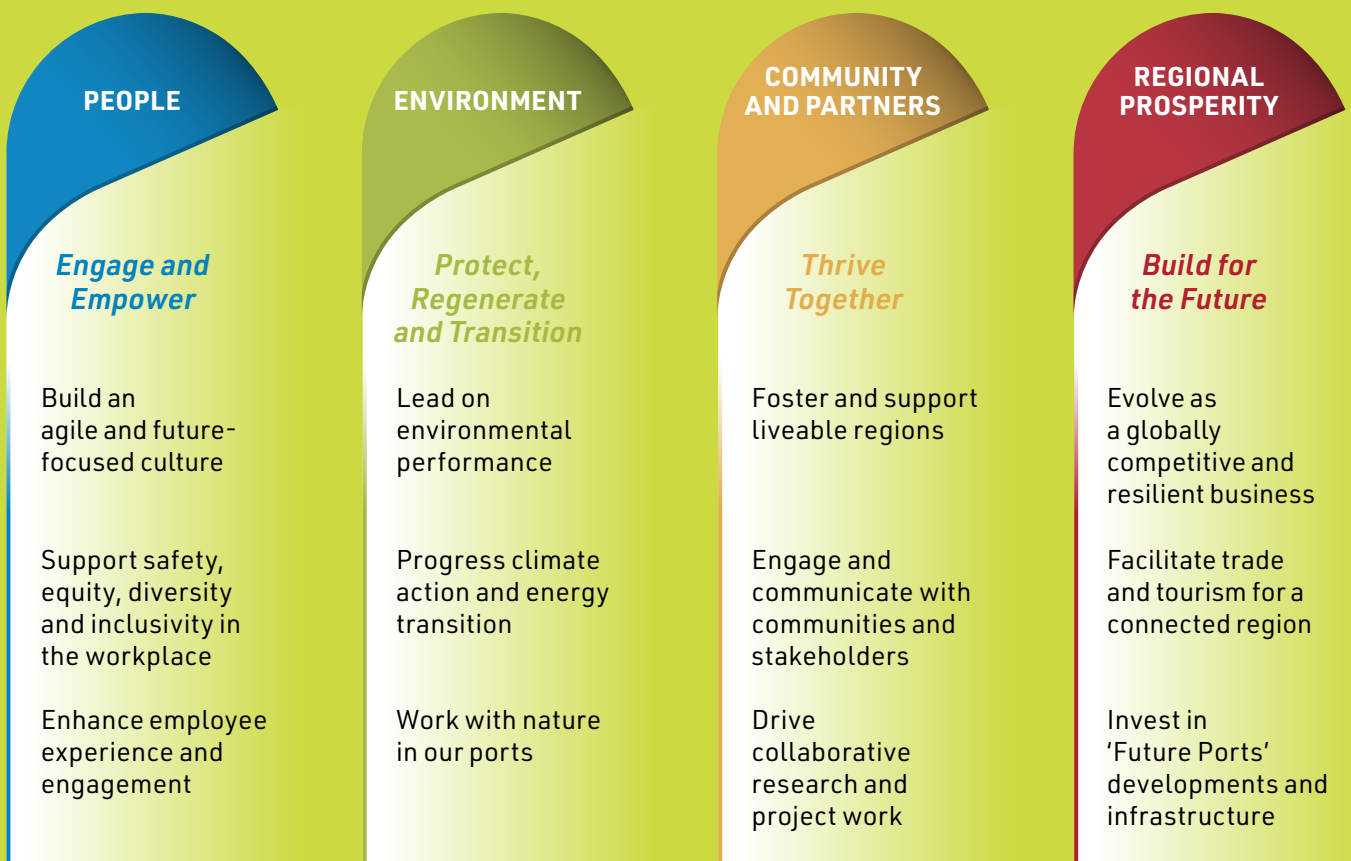 PEOPLE
Engage and
Empower
Build an
agile and future-
focused culture
Support safety,
equity, diversity
and inclusivity in
the workplace
Enhance employee
experience and
engagement
ENVIRONMENT
Protect,
Regenerate
and Transition
Lead on
environmental
performance
Progress climate
action and energy
transition
Work with nature
in our ports
COMMUNITY
AND PARTNERS
Thrive
Together
Foster and support
liveable regions
Engage and
communicate with
communities and
stakeholders
Drive
collaborative
research and
project work
REGIONAL
PROSPERITY
Build for
the Future
Evolve as
a globally
competitive and
resilient business
Facilitate trade
and tourism for a
connected region
Invest in
'Future Ports'
developments and
infrastructure